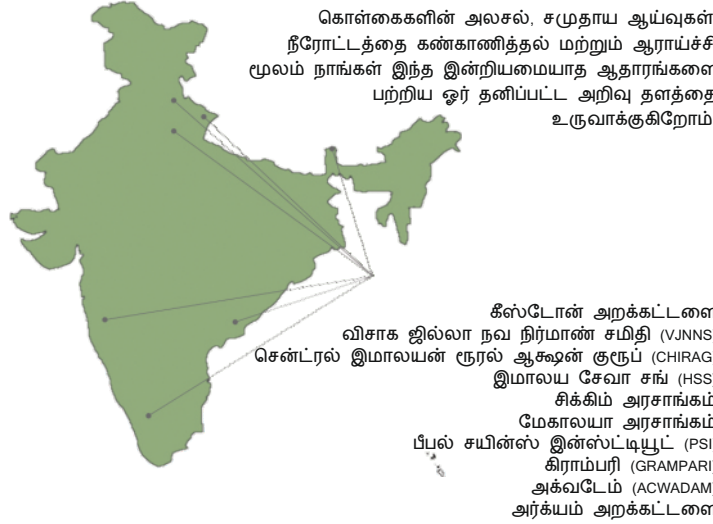 கொள்கைகளின் அலசல், சமுதாய ஆய்வுகள்
நீரோட்டத்தை கண்காணித்தல் மற்றும் ஆராய்ச்சி
மூலம் நாங்கள் இந்த இன்றியமையாத ஆதாரங்களை
பற்றிய ஓர் தனிப்பட்ட அறிவு தளத்தை
உருவாக்குகிறோம்
கீஸ்டோன் அறக்கட்டளை
விசாக ஜில்லா நவ நிர்மாண் சமிதி (VJNNS
சென்ட்ரல் இமாலயன் ரூரல் ஆக்ஷன் குரூப் (CHIRAG
இமாலய சேவா சங் (HSS)
சிக்கிம் அரசாங்கம்
மேகாலயா அரசாங்கம்
பீபல் சயின்ஸ் இன்ஸ்ட்டியூட் (PSI
கிராம்பரி (GRAMPARI)
அக்வடேம் (ACWADAM)
அர்க்யம் அறக்கட்டளை